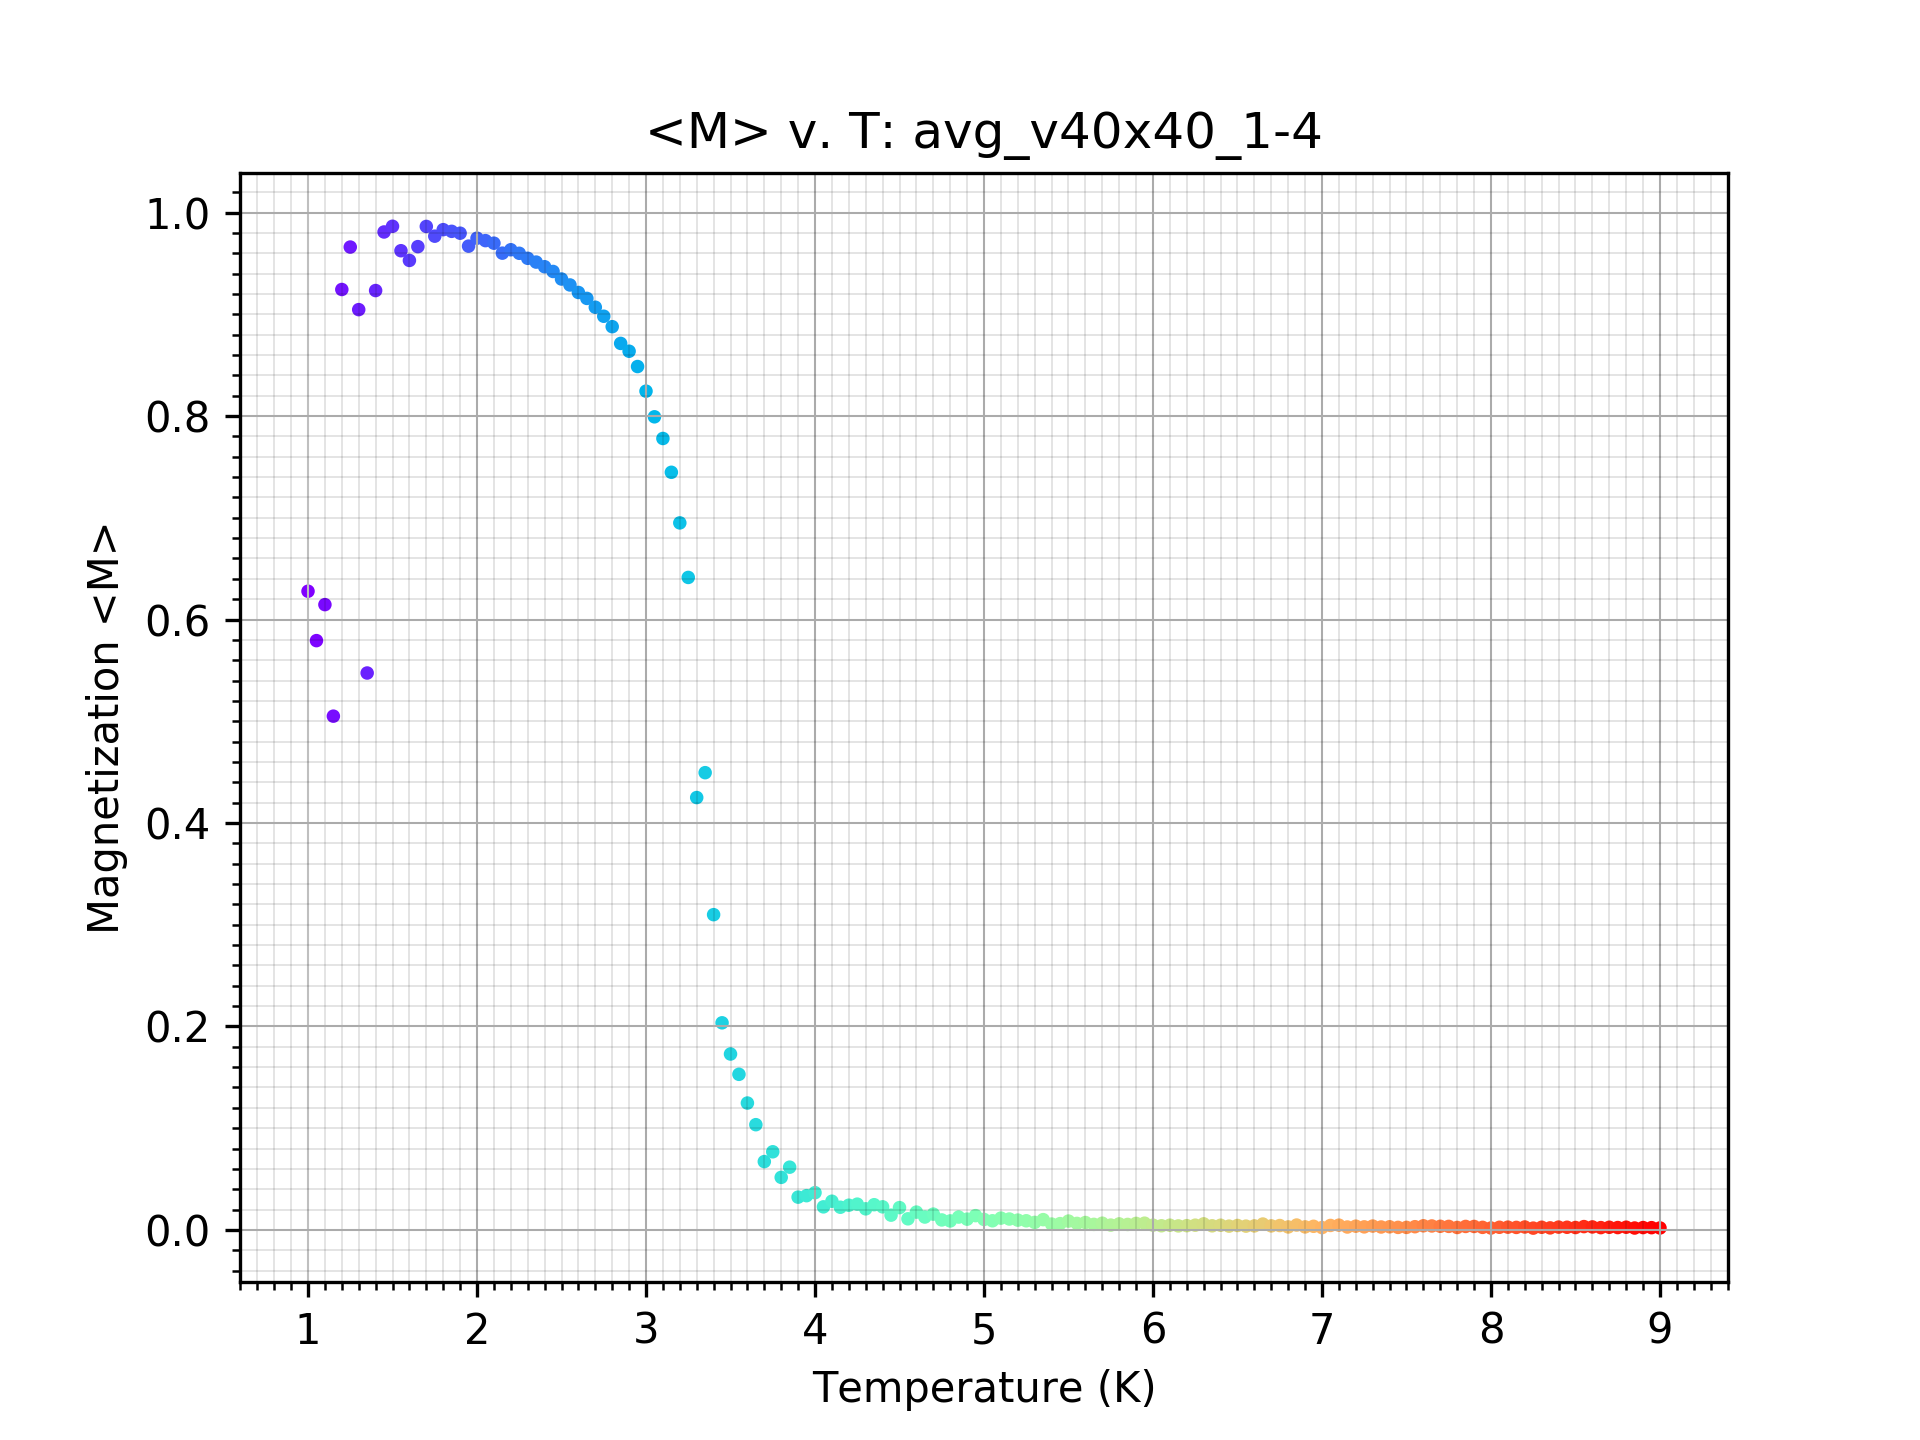 <M> v. T: avg_v40x40_1-4
1.0
0.8
0.6
0.4
0.2
0.0
Magnetization <M>
1 2 3 4 5 6 7 8 9
Temperature (K)